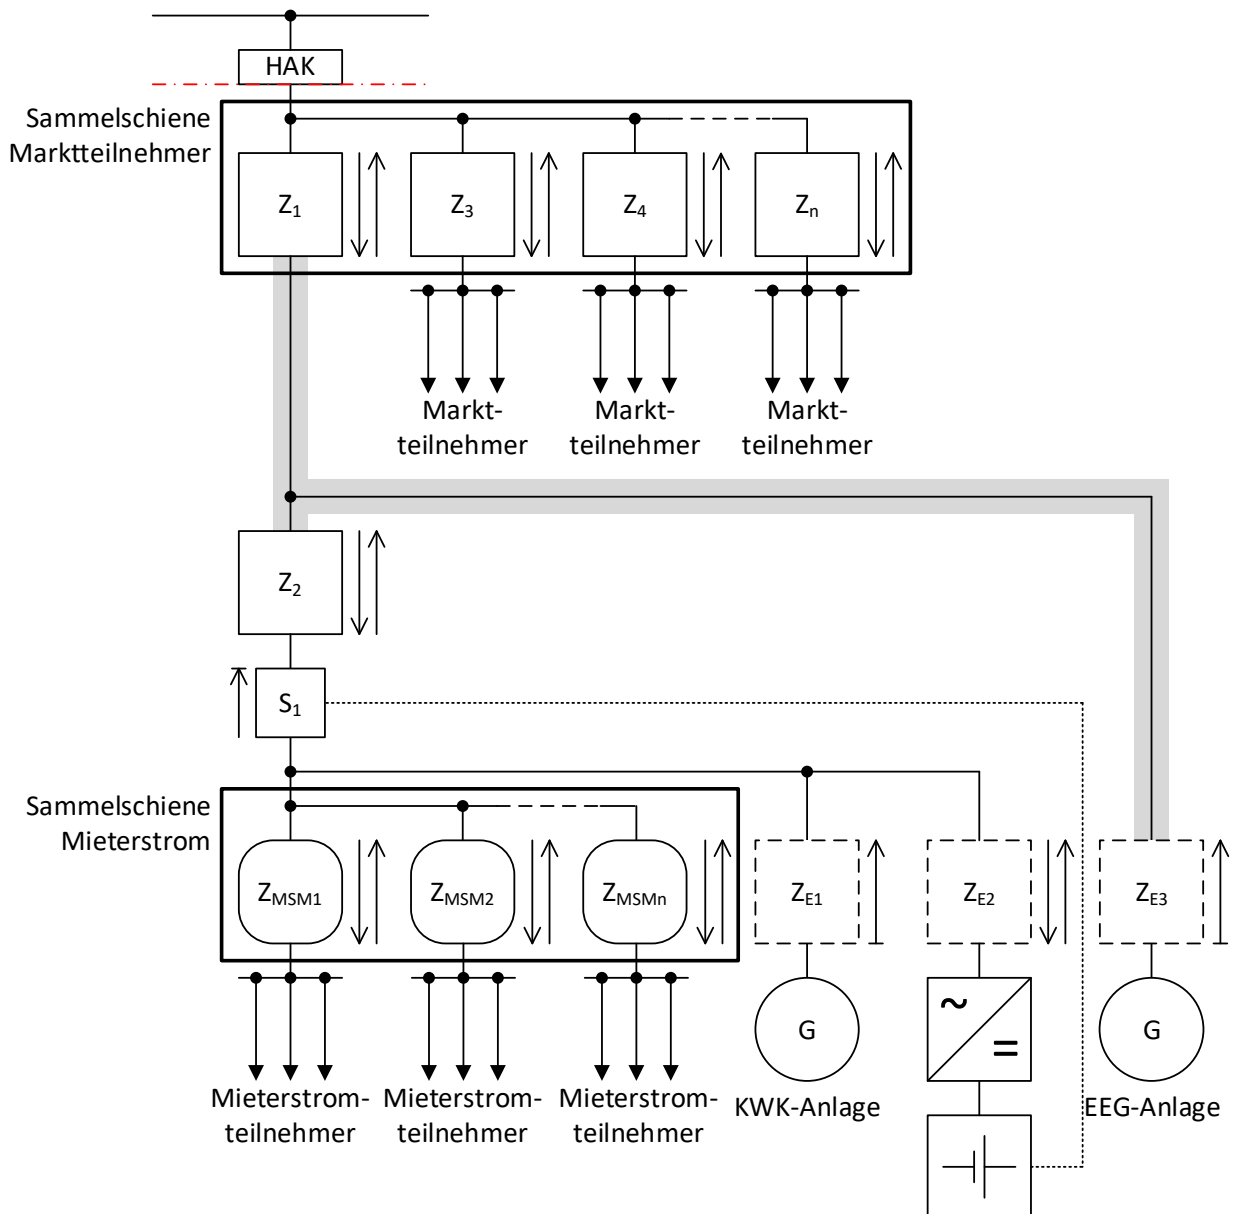 HAK
Sammelschiene
Marktteilnehmer
Z1
Z3
Z4
Zn
Markt-
teilnehmer
Markt-
teilnehmer
Markt-
teilnehmer
Z2
S1
Sammelschiene
Mieterstrom
ZMSM1
ZMSM2
ZMSMn
ZE1
ZE2
ZE3
G
~
=
G
Mieterstrom-
teilnehmer
Mieterstrom-
teilnehmer
Mieterstrom-
teilnehmer
KWK-Anlage
EEG-Anlage